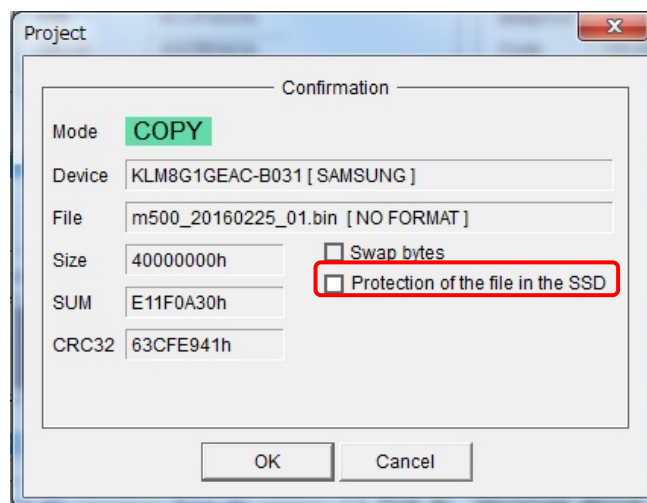 Project
Confirmation
Mode COPY
Device KLM8G1GEAC-B031 [ SAMSUNG ]
File m500_20160225_01.bin [ NO FORMAT ]
Size 40000000h
Swap bytes
Protection of the file in the SSD
SUM E11F0A30h
CRC32 63CFE941h
OK Cancel